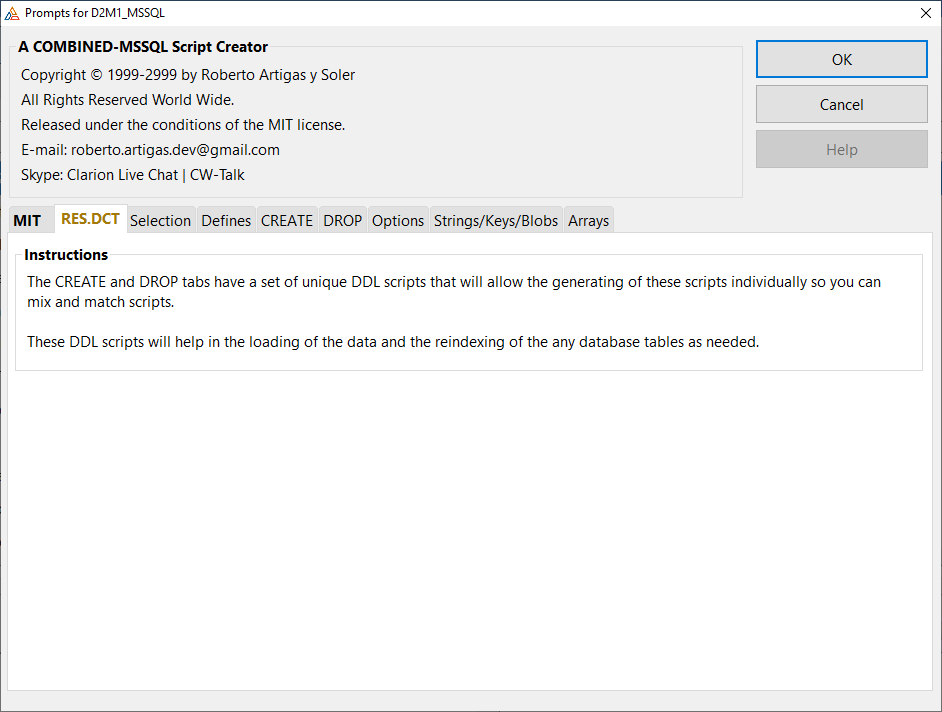 Prompts for D2M1_MSSQL
A COMBINED-MSSQL Script Creator
Copyright © 1999-2999 by Roberto Artigas y Soler
All Rights Reserved World Wide.
Released under the conditions of the MIT license.
E-mail: roberto.artigas.dev@gmail.com
Skype: Clarion Live Chat | CW-Talk
OK
Cancel
Help
MIT RES.DCT Selection Defines CREATE DROP Options Strings/Keys/Blobs Arrays
Instructions
The CREATE and DROP tabs have a set of unique DDL scripts that will allow the generating of these scripts individually so you can
mix and match scripts.
These DDL scripts will help in the loading of the data and the reindexing of the any database tables as needed.